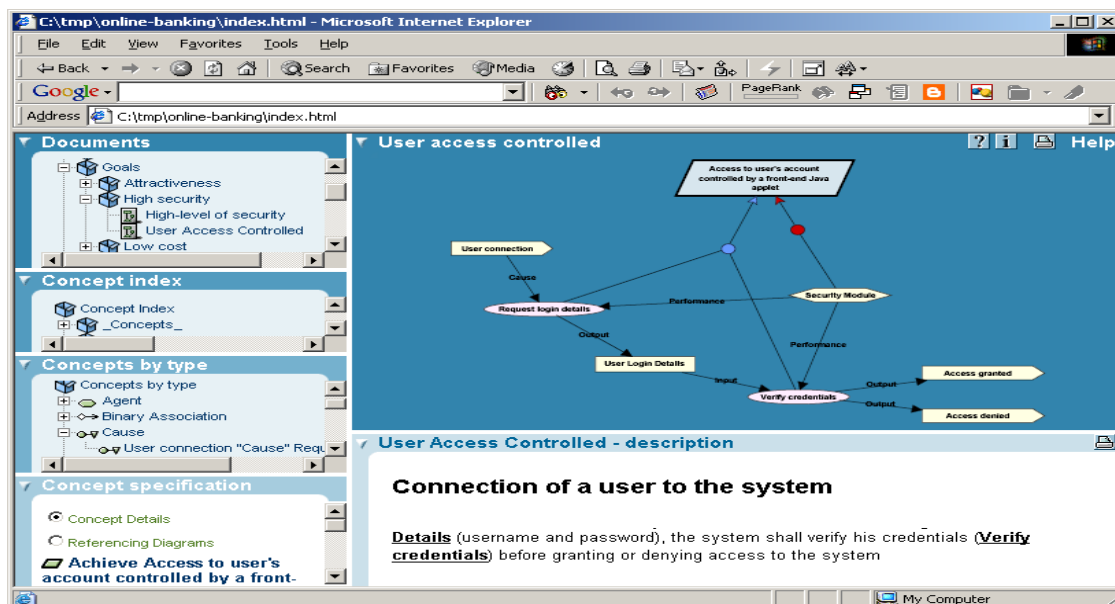 C:\tmp\online-banking\index.html - Microsoft Internet Explorer
File Edit View Favorites Tools Help
Back Search Favorites Media
Google PageRank
Address C:\tmp\online-banking\index.html
Documents
Goals
Attractiveness
High security
High-level of security
User Access Controlled
Low cost
Concept index
Concept Index
_Concepts_
Concepts by type
Concepts by type
Agent
Binary Association
Cause
User connection "Cause" Requ
Concept specification
Concept Details
Referencing Diagrams
Achieve Access to user's
account controlled by a front-
User access controlled
? i Help
Access to user's account
controlled by a front-end Java
applet
User connection
Cause
Security Module
Performance
Request login details
Output
Performance
User Login Details
Input
Access granted
Output
Verify credentials
Output
Access denied
User Access Controlled - description
Connection of a user to the system
Details (username and password), the system shall verify his credentials (Verify
credentials) before granting or denying access to the system
My Computer